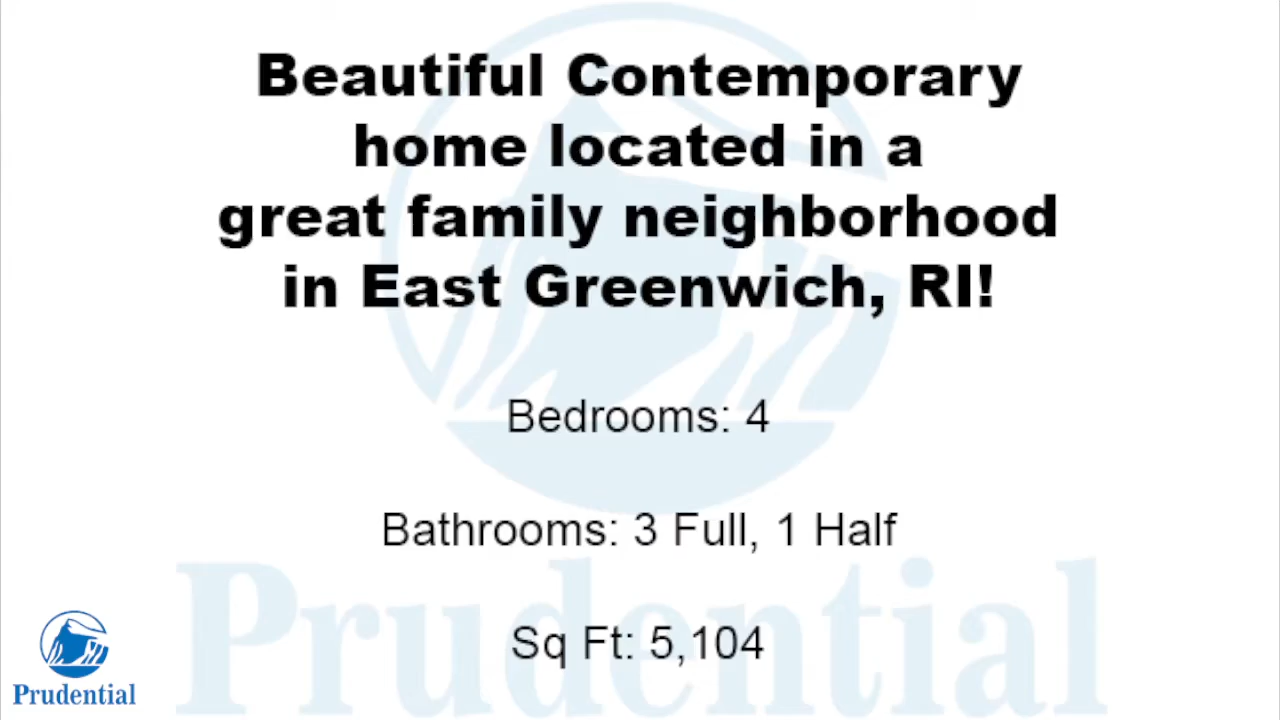 Beautiful Contemporary
home located in a
great family neighborhood
in East Greenwich, RI!
Bedrooms: 4
Bathrooms: 3 Full, 1 Half
Sq Ft: 5,104
Prudential
Prudential